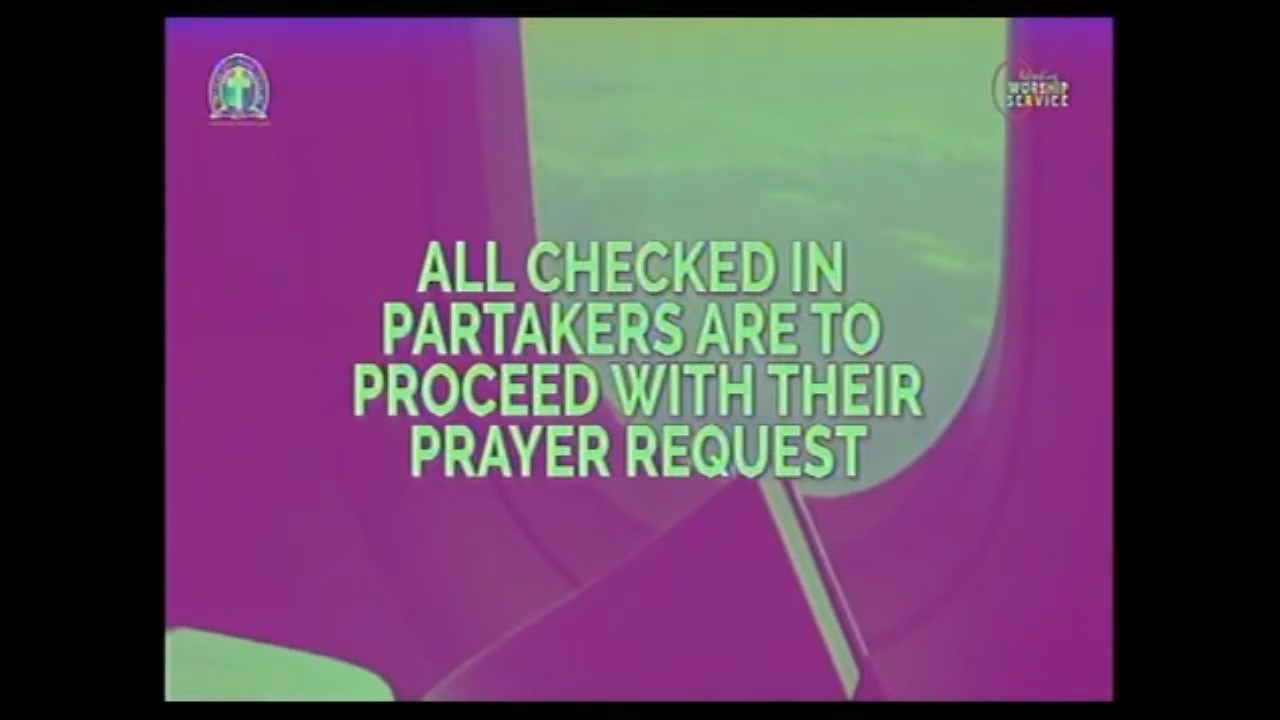 WORSHIP
SERVICE
ALL CHECKED IN
PARTAKERS ARE TO
PROCEED WITH THEIR
PRAYER REQUEST